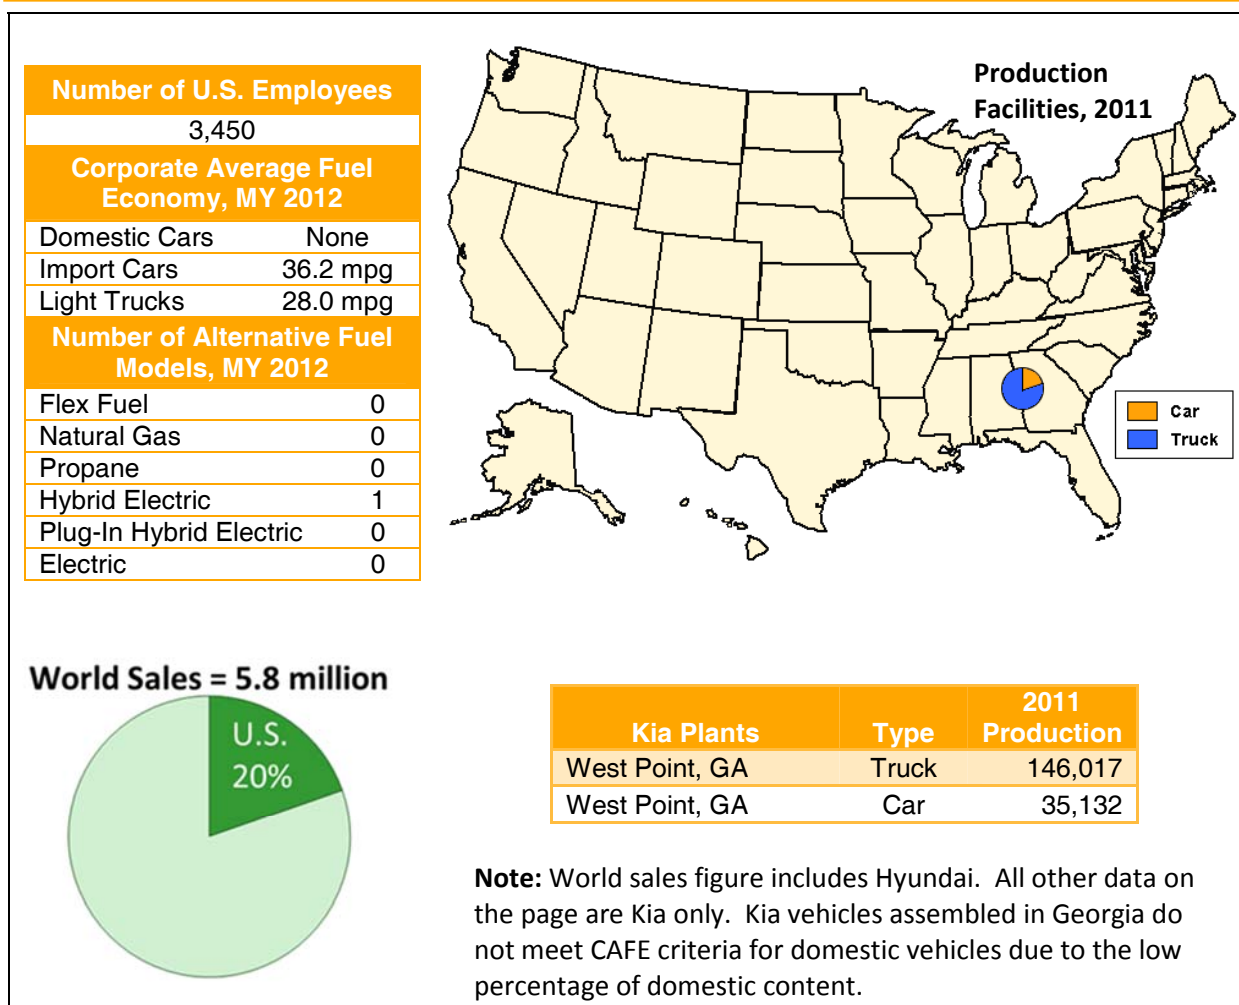 Number of U.S. Employees
3,450
Corporate Average Fuel
Economy, MY 2012
Domestic Cars None
Import Cars 36.2 mpg
Light Trucks 28.0 mpg
Number of Alternative Fuel
Models, MY 2012
Flex Fuel 0
Natural Gas 0
Propane 0
Hybrid Electric 1
Plug-In Hybrid Electric 0
Electric 0
Production
Facilities, 2011
Car
Truck
World Sales = 5.8 million
U.S.
20%
Kia Plants Type 2011 Production
West Point, GA Truck 146,017
West Point, GA Car 35,132
Note: World sales figure includes Hyundai. All other data on
the page are Kia only. Kia vehicles assembled in Georgia do
not meet CAFE criteria for domestic vehicles due to the low
percentage of domestic content.